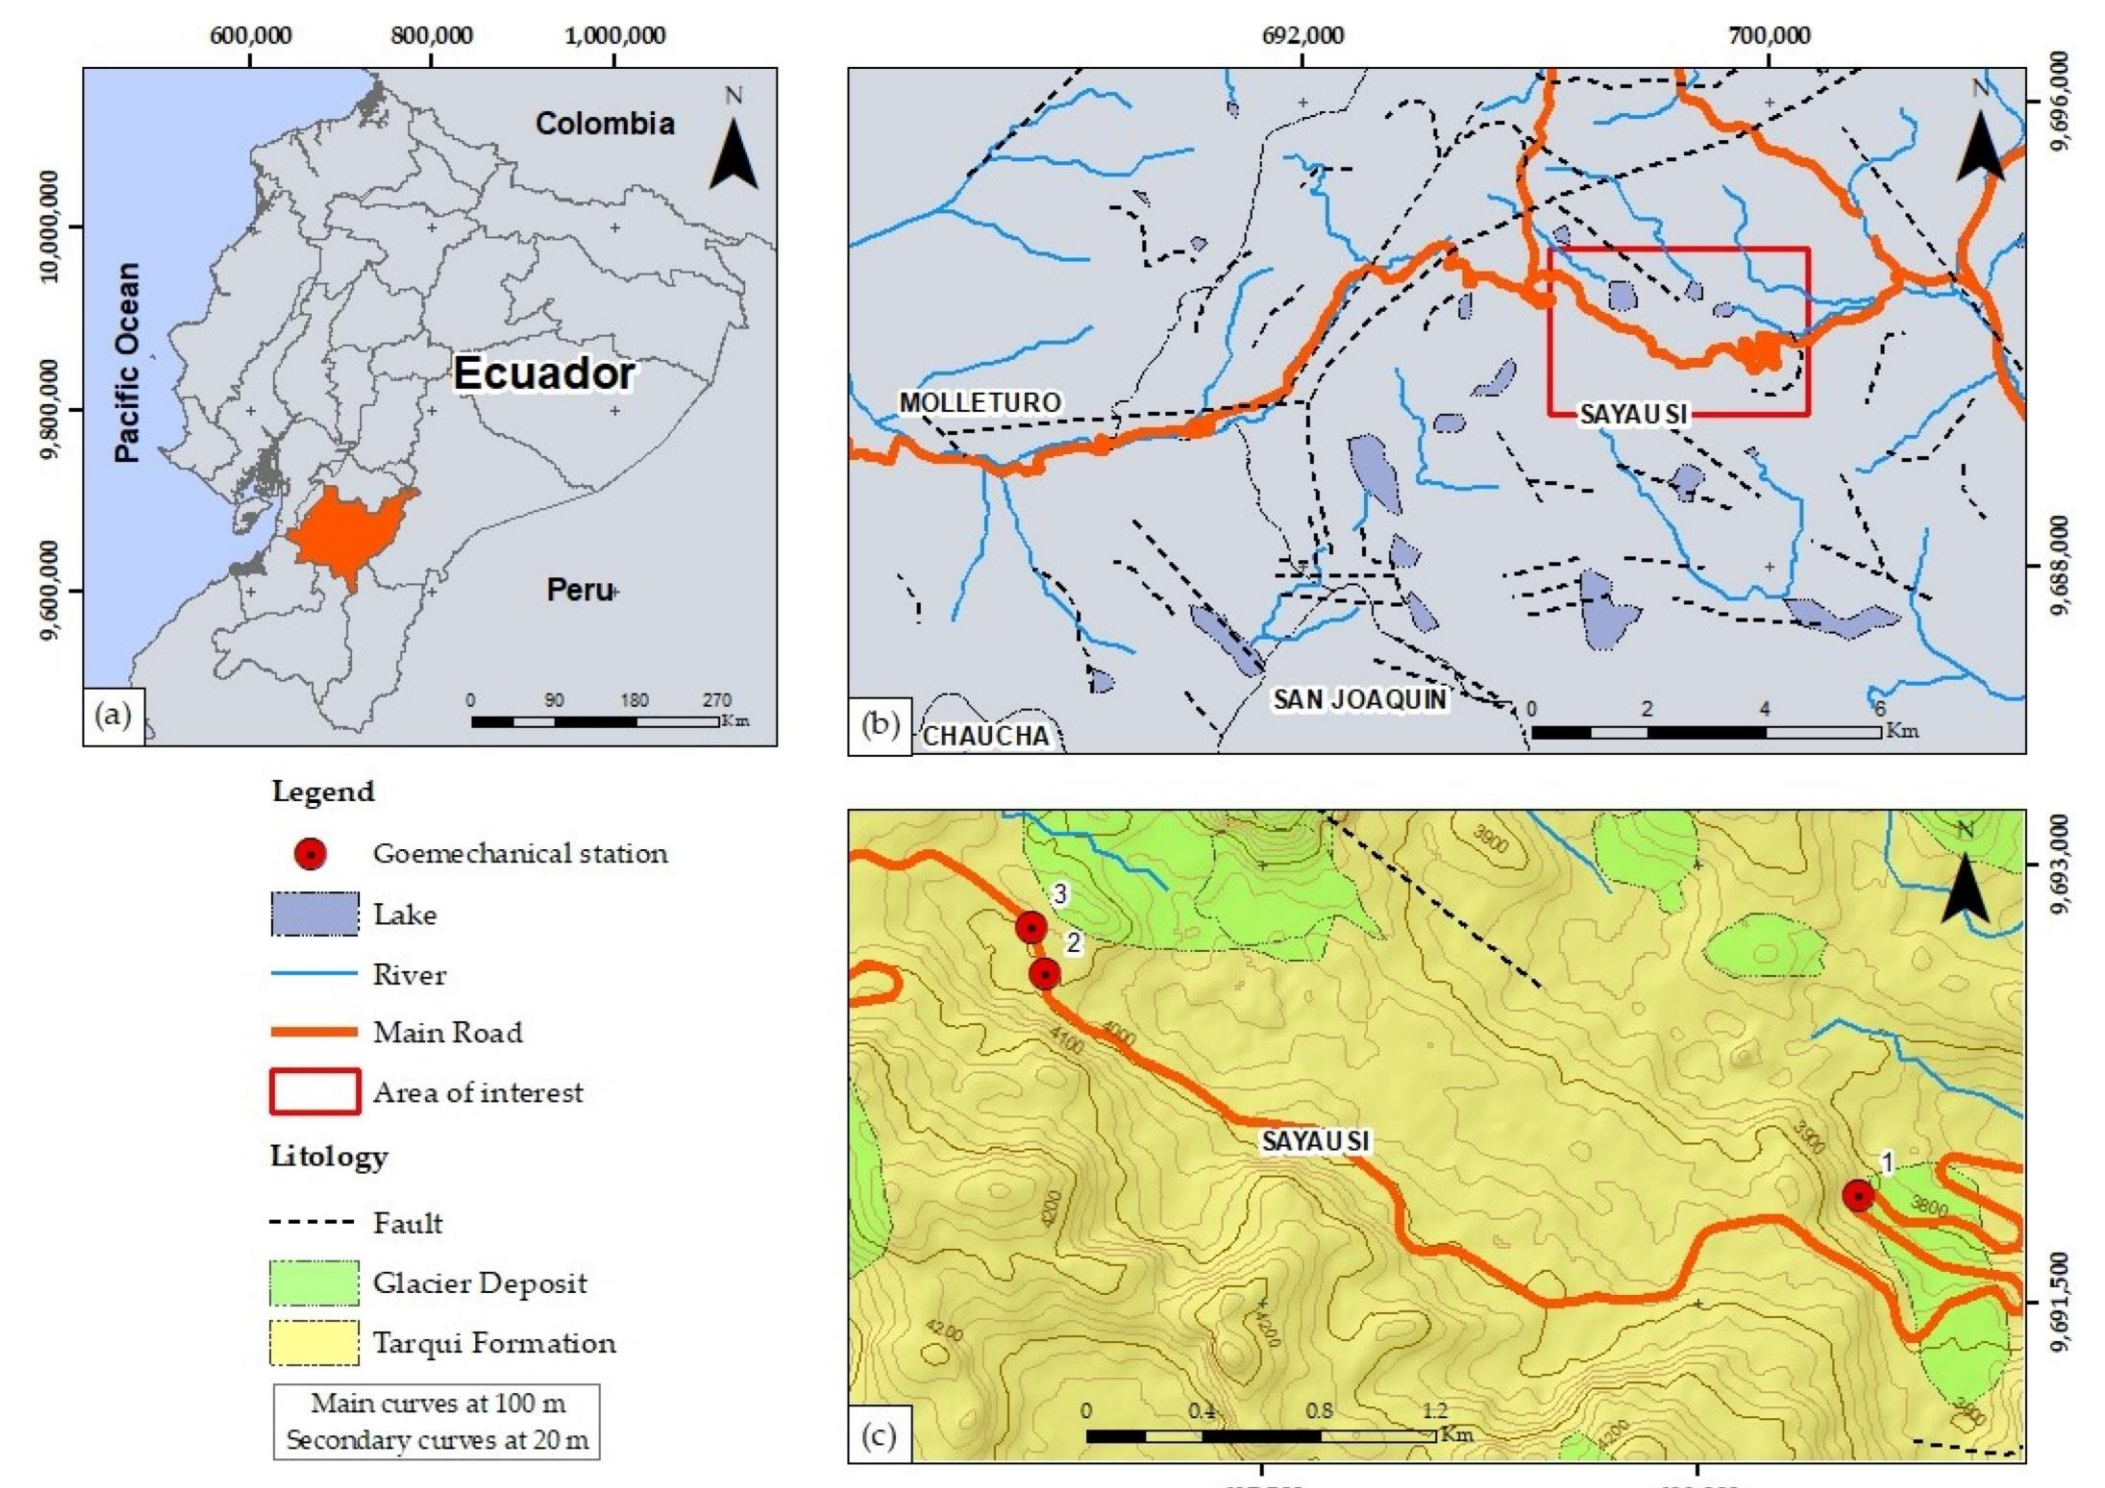 600,000 800,000 1,000,000
10,000,000
9,800,000
9,600,000
Pacific Ocean
Colombia
N
Ecuador
Peru
(a)
0 90 180 270
Km
692,000 700,000
9,696,000
9,688,000
N
MOLLETURO
SAYAUSI
SAN JOAQUIN
CHAUCHA
(b)
0 2 4 6
Km
Legend
Goemechanical station
Lake
River
Main Road
Area of interest
Litology
Fault
Glacier Deposit
Tarqui Formation
Main curves at 100 m
Secondary curves at 20 m
9,693,000
9,691,500
N
3900
3
2
4000
4100
SAYAUSI
3900
1
3800
4200
4200
4200
3900
4200
(c)
0 0.4 0.8 1.2
Km